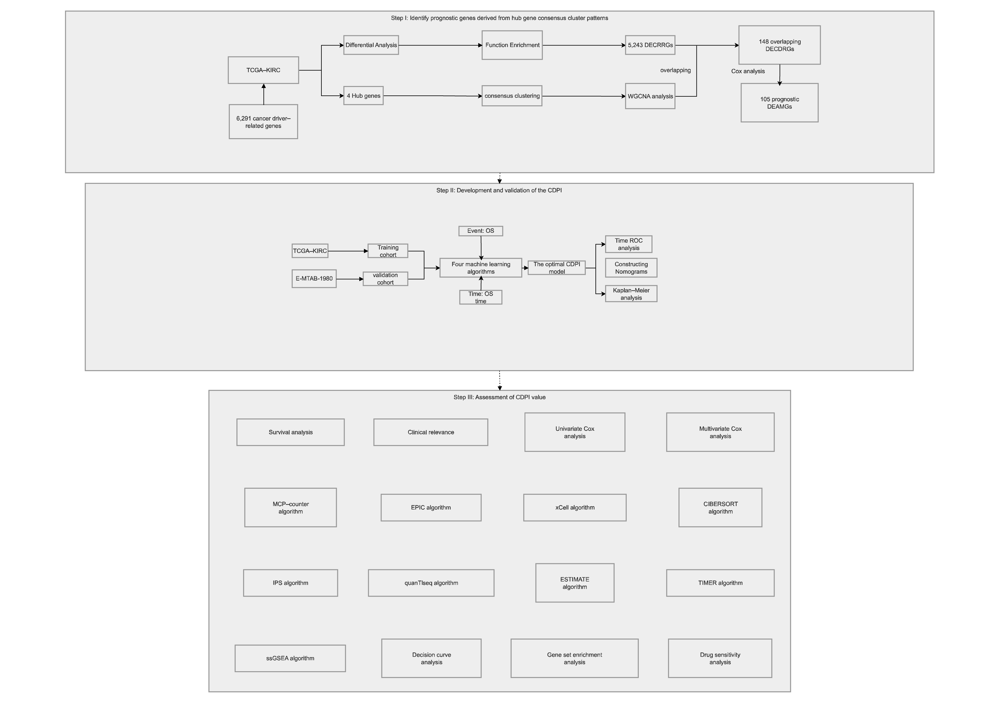 Step I: Identify prognostic genes derived from hub gene consensus cluster patterns
Differential Analysis
Function Enrichment
5,243 DECRRGs
148 overlapping
DECDRGs
TCGA–KIRC
overlapping
Cox analysis
4 Hub genes
consensus clustering
WGCNA analysis
105 prognostic
DEAMGs
6,291 cancer driver–
related genes
Step II: Development and validation of the CDPI
Event: OS
TCGA–KIRC
Training
cohort
Time ROC
analysis
Four machine learning
algorithms
The optimal CDPI
model
Constructing
Nomograms
E-MTAB-1980
validation
cohort
Kaplan–Meier
analysis
Time: OS
time
Step III: Assessment of CDPI value
Survival analysis
Clinical relevance
Univariate Cox
analysis
Multivariate Cox
analysis
MCP–counter
algorithm
EPIC algorithm
xCell algorithm
CIBERSORT
algorithm
IPS algorithm
quanTIseq algorithm
ESTIMATE
algorithm
TIMER algorithm
ssGSEA algorithm
Decision curve
analysis
Gene set enrichment
analysis
Drug sensitivity
analysis